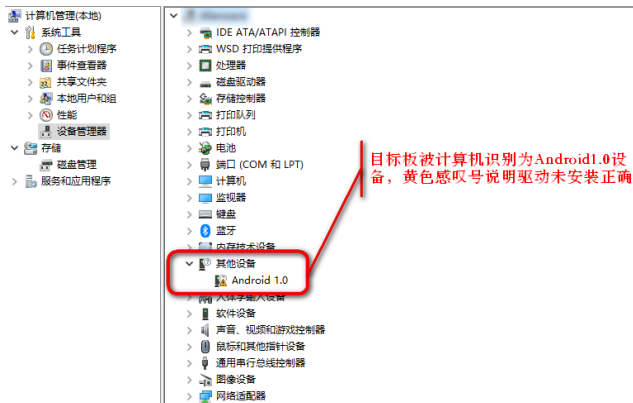 计算机管理(本地)
系统工具
任务计划程序
事件查看器
共享文件夹
本地用户和组
性能
设备管理器
存储
磁盘管理
服务和应用程序
IDE ATA/ATAPI 控制器
WSD 打印提供程序
处理器
磁盘驱动器
存储控制器
打印队列
打印机
电池
端口 (COM 和 LPT)
计算机
监视器
键盘
蓝牙
内存技术设备
其他设备
Android 1.0
人体学输入设备
软件设备
声音、视频和游戏控制器
鼠标和其他指针设备
通用串行总线控制器
图像设备
网络适配器
目标板被计算机识别为Android1.0设
备，黄色感叹号说明驱动未安装正确